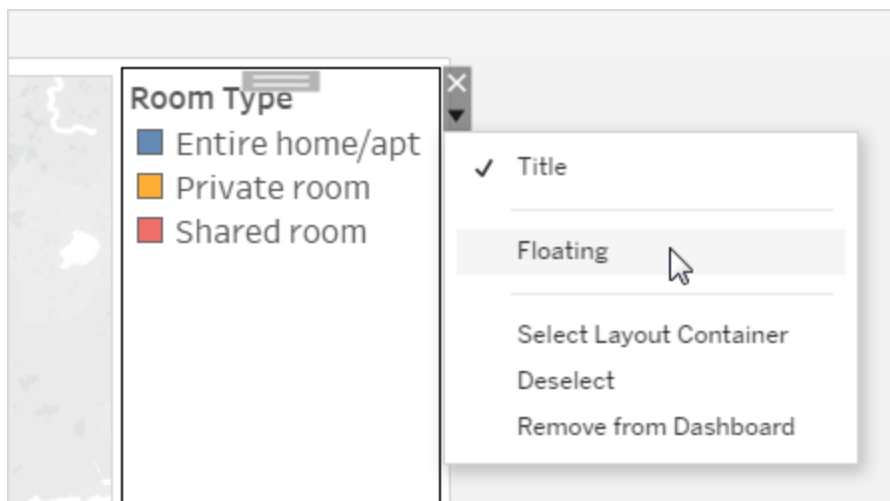 Room Type
Entire home/apt
Private room
Shared room
Title
Floating
Select Layout Container
Deselect
Remove from Dashboard